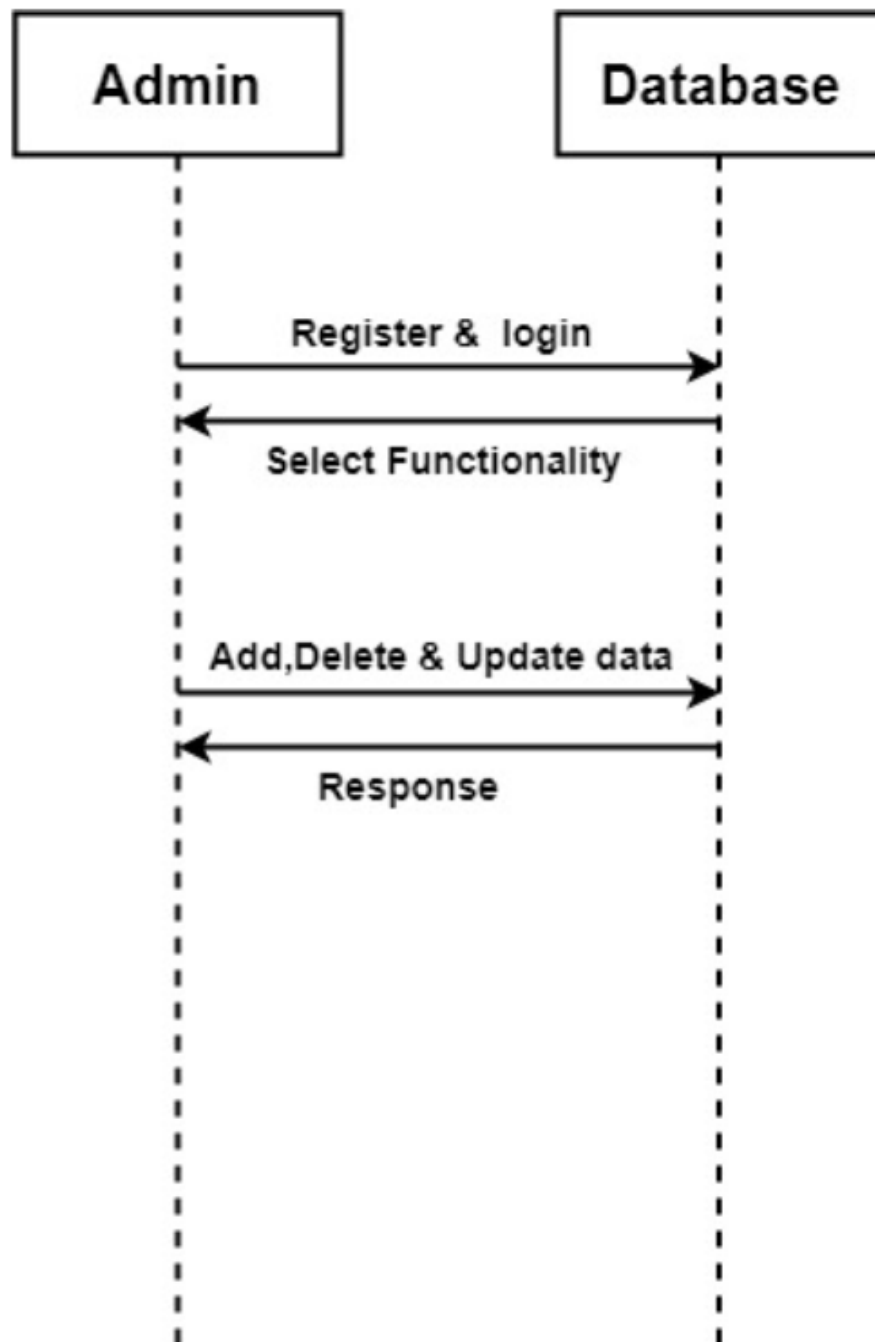 Admin
Database
Register & login
Select Functionality
Add,Delete & Update data
Response